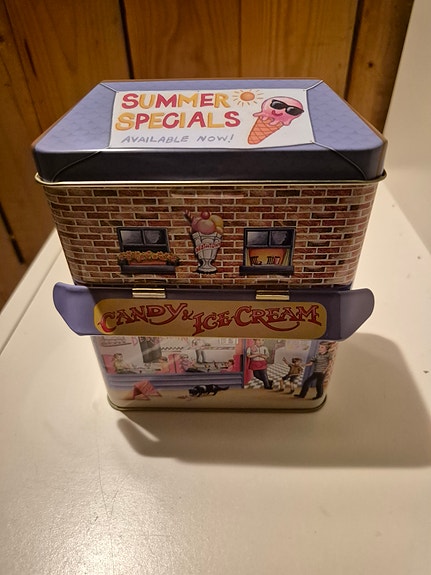 SUMMER
SPECIALS
AVAILABLE NOW!
CANDY & ICE-CREAM